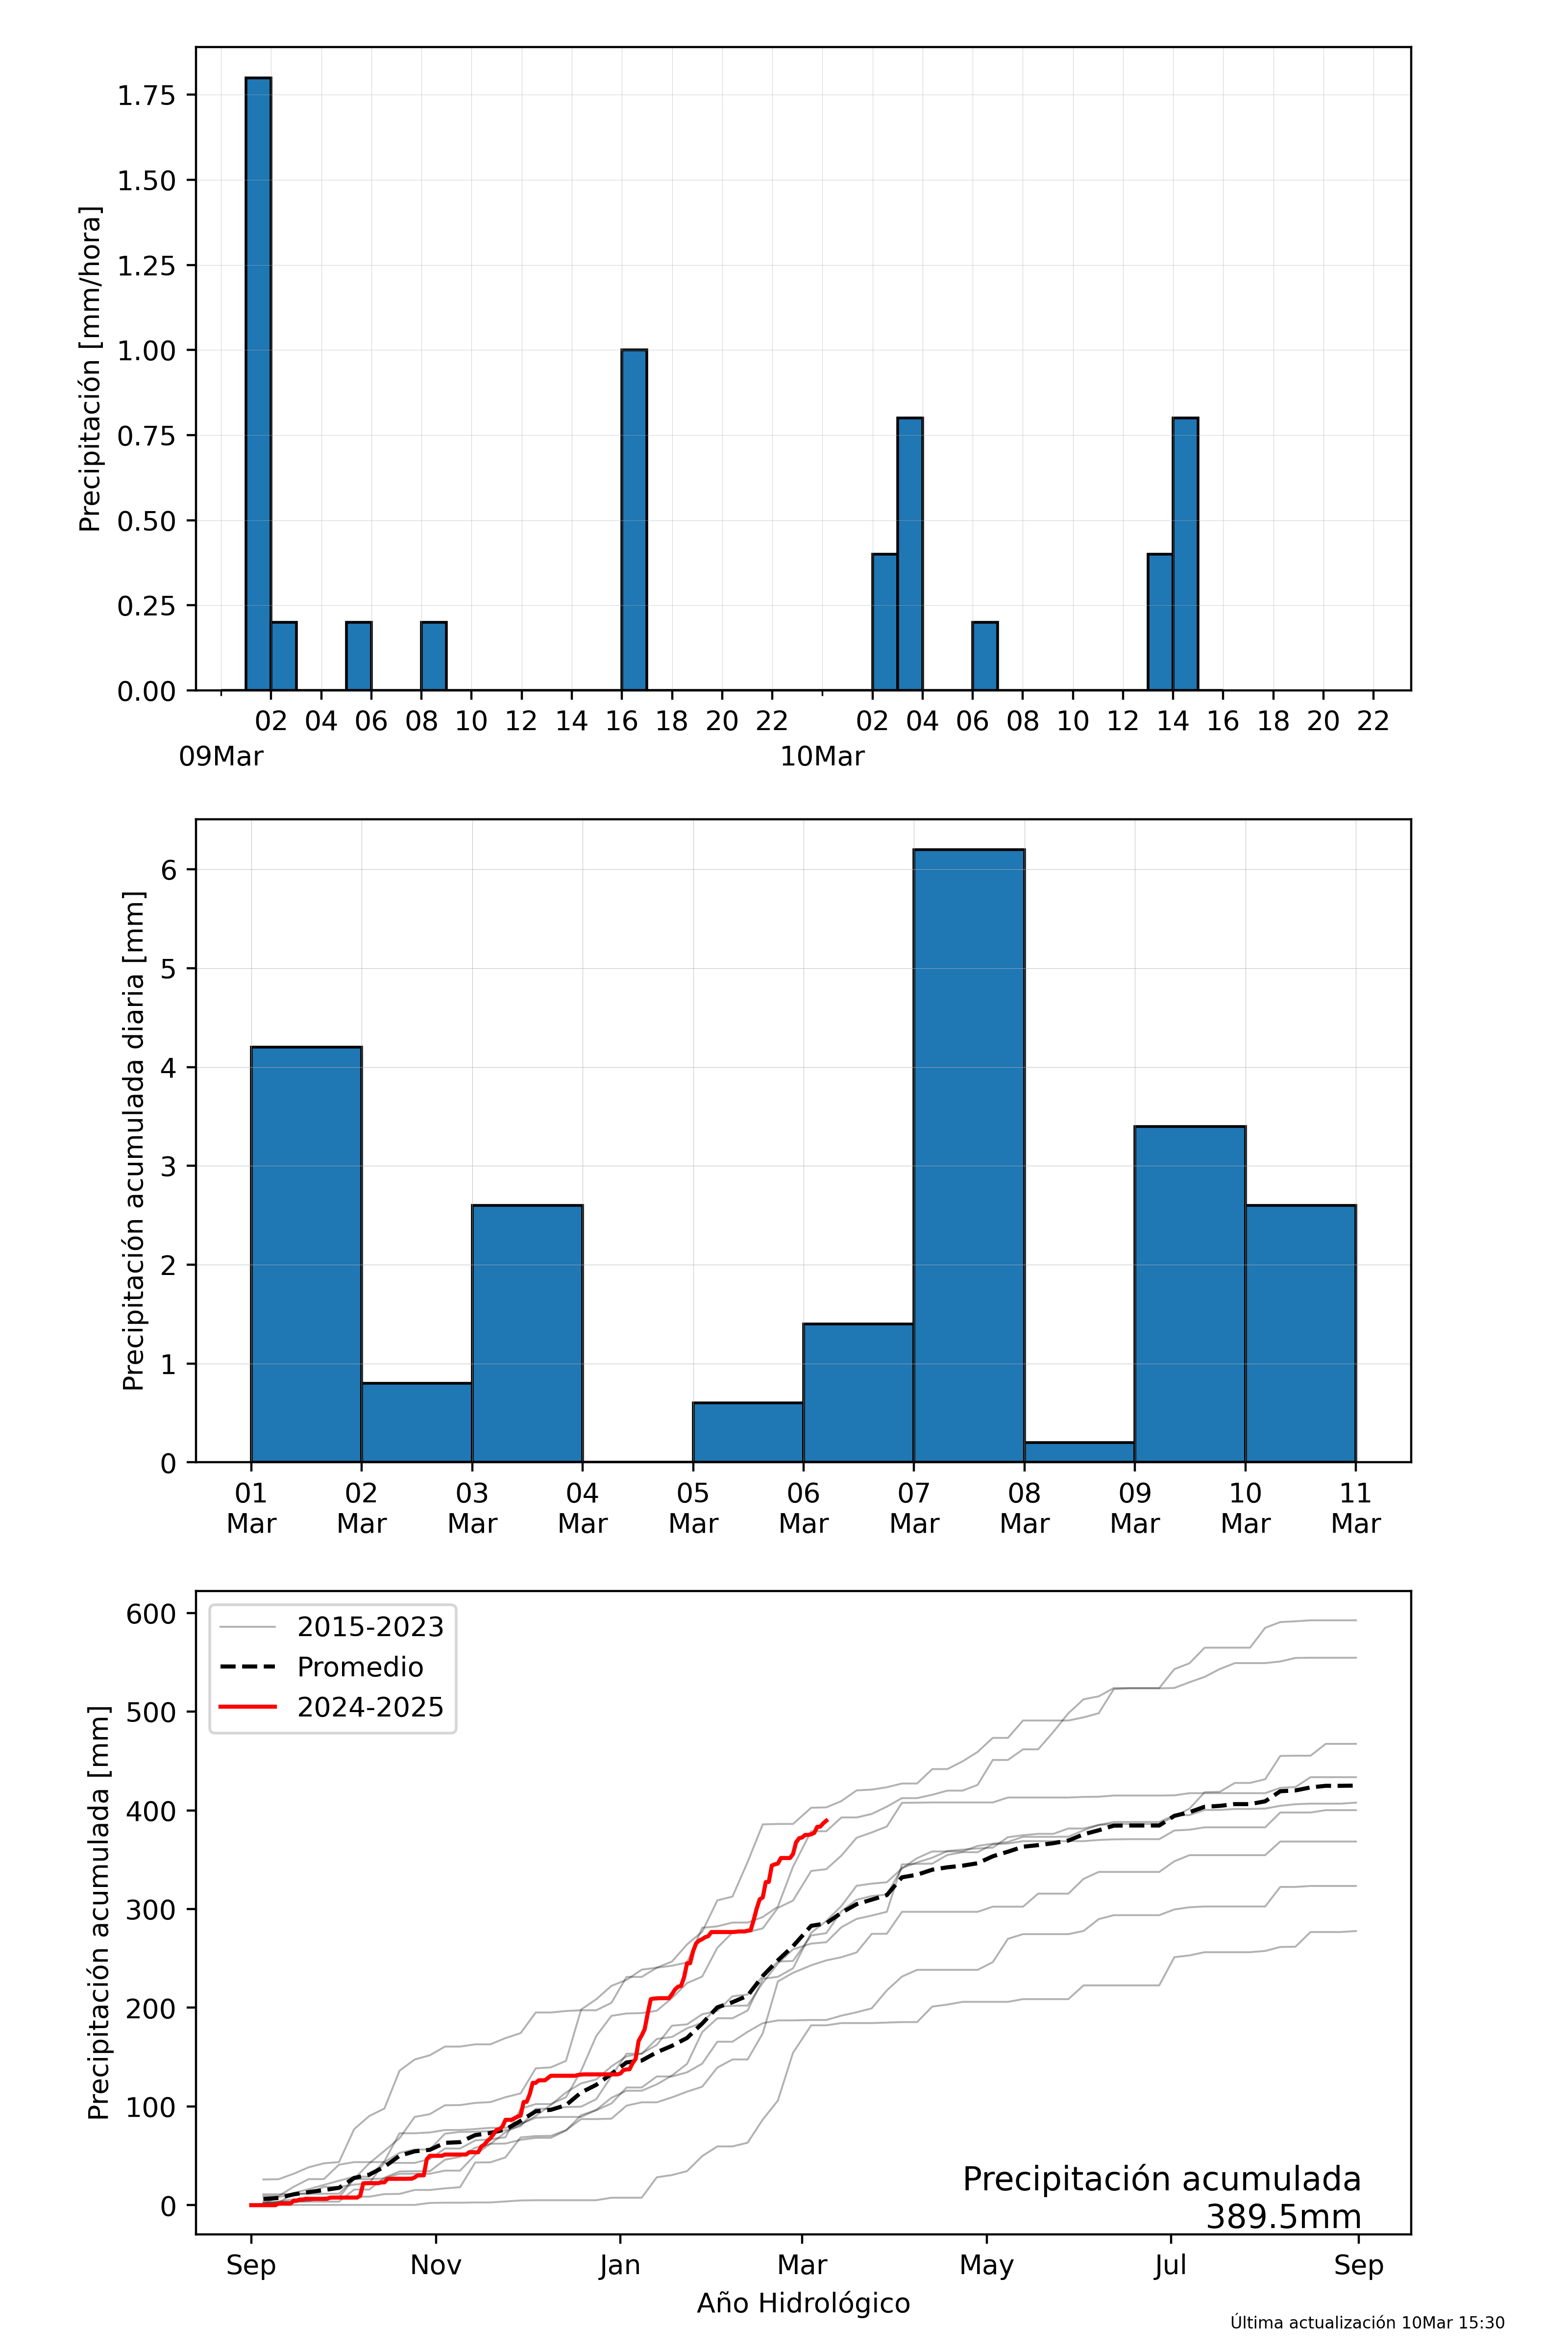 Precipitación [mm/hora]
1.75
1.50
1.25
1.00
0.75
0.50
0.25
0.00
02 04 06 08 10 12 14 16 18 20 22 02 04 06 08 10 12 14 16 18 20 22
09Mar 10Mar
Precipitación acumulada diaria [mm]
6
5
4
3
2
1
0
01 02 03 04 05 06 07 08 09 10 11
Mar Mar Mar Mar Mar Mar Mar Mar Mar Mar Mar
Precipitación acumulada [mm]
600
500
400
300
200
100
0
2015-2023
Promedio
2024-2025
Precipitación acumulada
389.5mm
Sep Nov Jan Mar May Jul Sep
Año Hidrológico
Última actualización 10Mar 15:30